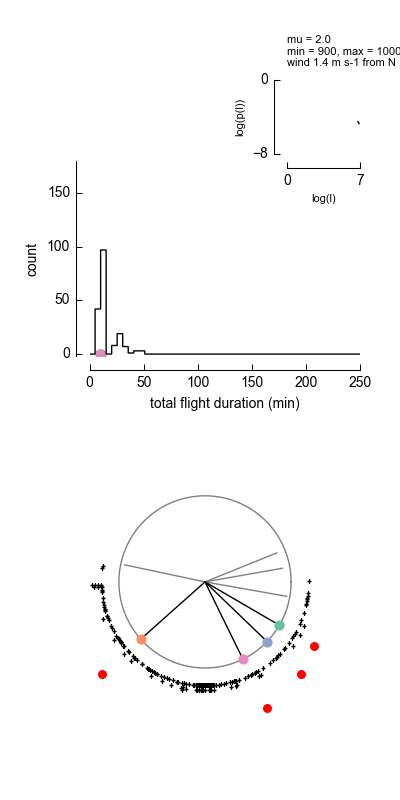 mu = 2.0
min = 900, max = 1000
wind 1.4 m s-1 from N
0
−8
log(p(l))
0 7
log(l)
150
100
50
0
count
0 50 100 150 200 250
total flight duration (min)